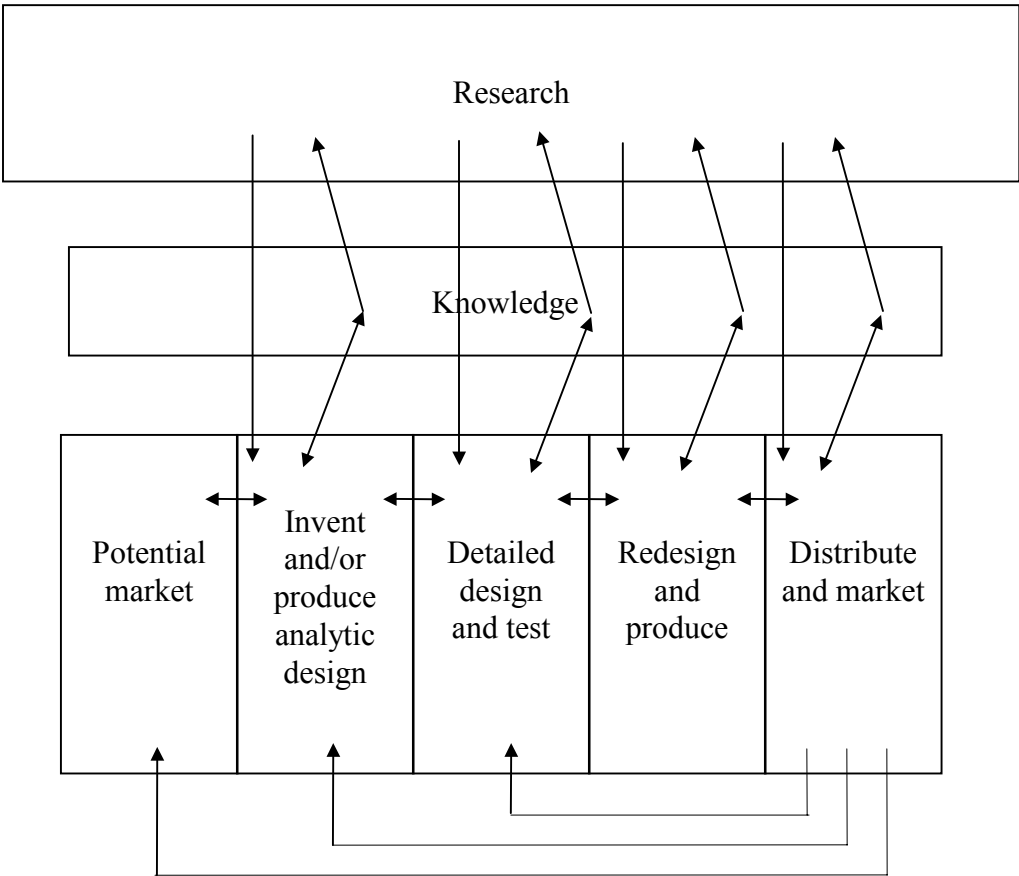 Research
Knowledge
Potential
market
Invent
and/or
produce
analytic
design
Detailed
design
and test
Redesign
and
produce
Distribute
and market